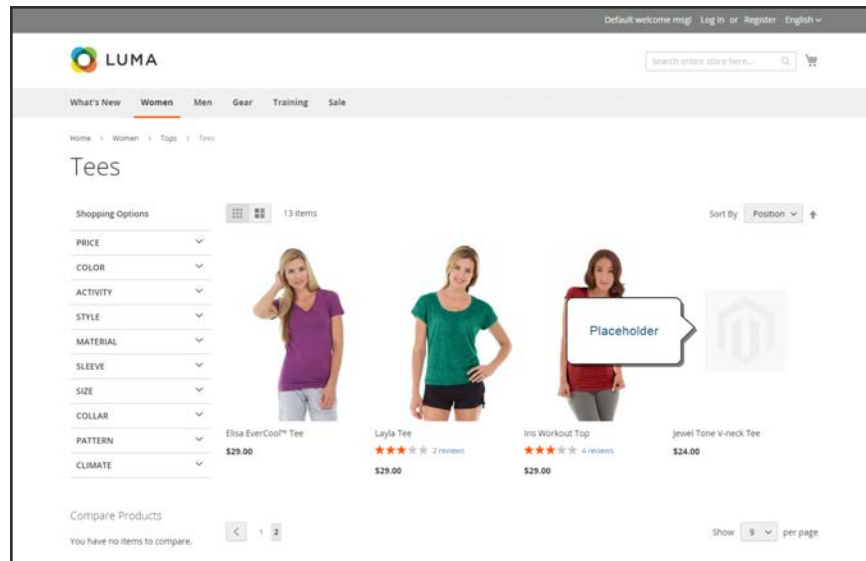 Default welcome msg! Log In or Register English
LUMA
Search entire store here...
What's New Women Men Gear Training Sale
Home > Women > Tops > Tees
Tees
Shopping Options
13 items
Sort By Position
PRICE
COLOR
ACTIVITY
STYLE
MATERIAL
SLEEVE
SIZE
COLLAR
PATTERN
CLIMATE
Placeholder
Elisa EverCool™ Tee
$29.00
Layla Tee
2 reviews
$29.00
Iris Workout Top
4 reviews
$29.00
Jewel Tone V-neck Tee
$24.00
Compare Products
You have no items to compare.
1 2
Show 9 per page